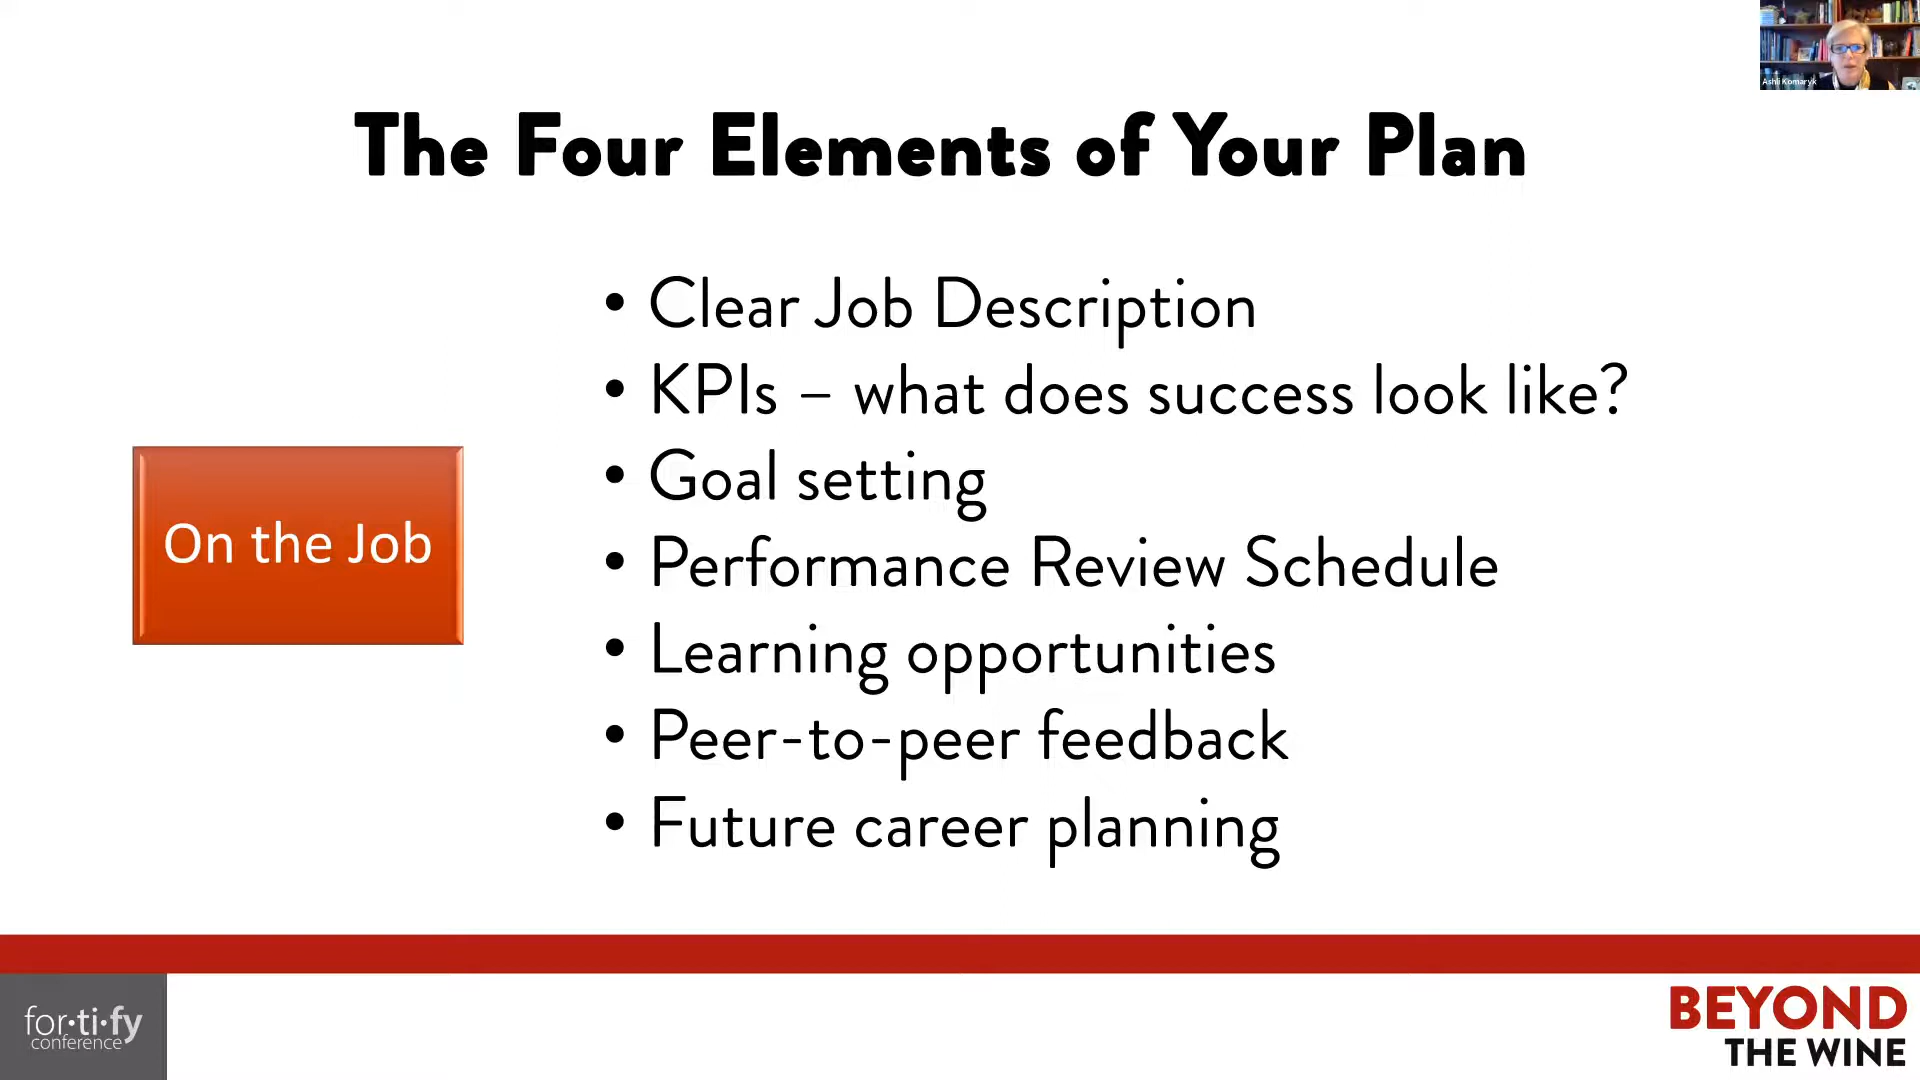 Ashli Komaryk
The Four Elements of Your Plan
• Clear Job Description
• KPIs – what does success look like?
• Goal setting
• Performance Review Schedule
• Learning opportunities
• Peer-to-peer feedback
• Future career planning
On the Job
for·ti·fy
conference
BEYOND
THE WINE